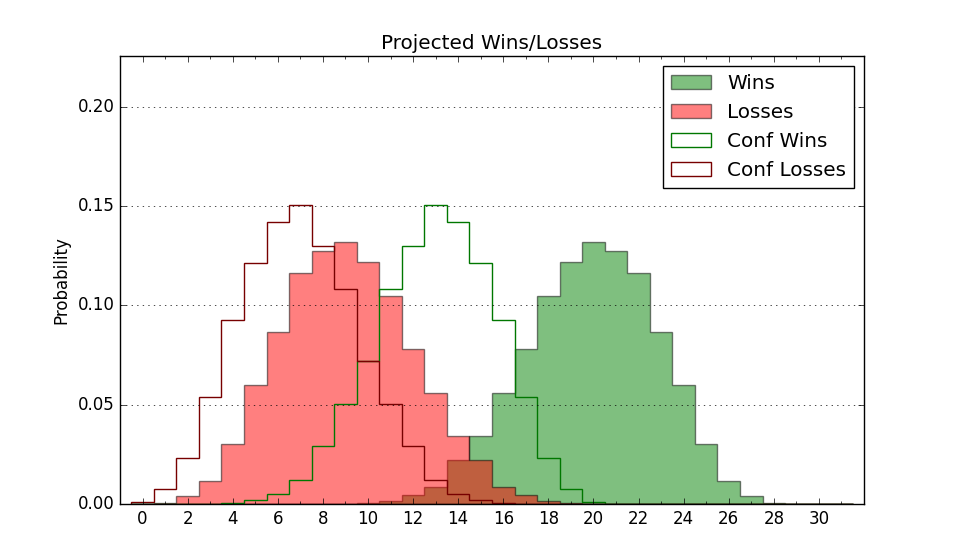 Projected Wins/Losses
Wins
Losses
Conf Wins
Conf Losses
Probability
0.20
0.15
0.10
0.05
0.00
0 2 4 6 8 10 12 14 16 18 20 22 24 26 28 30